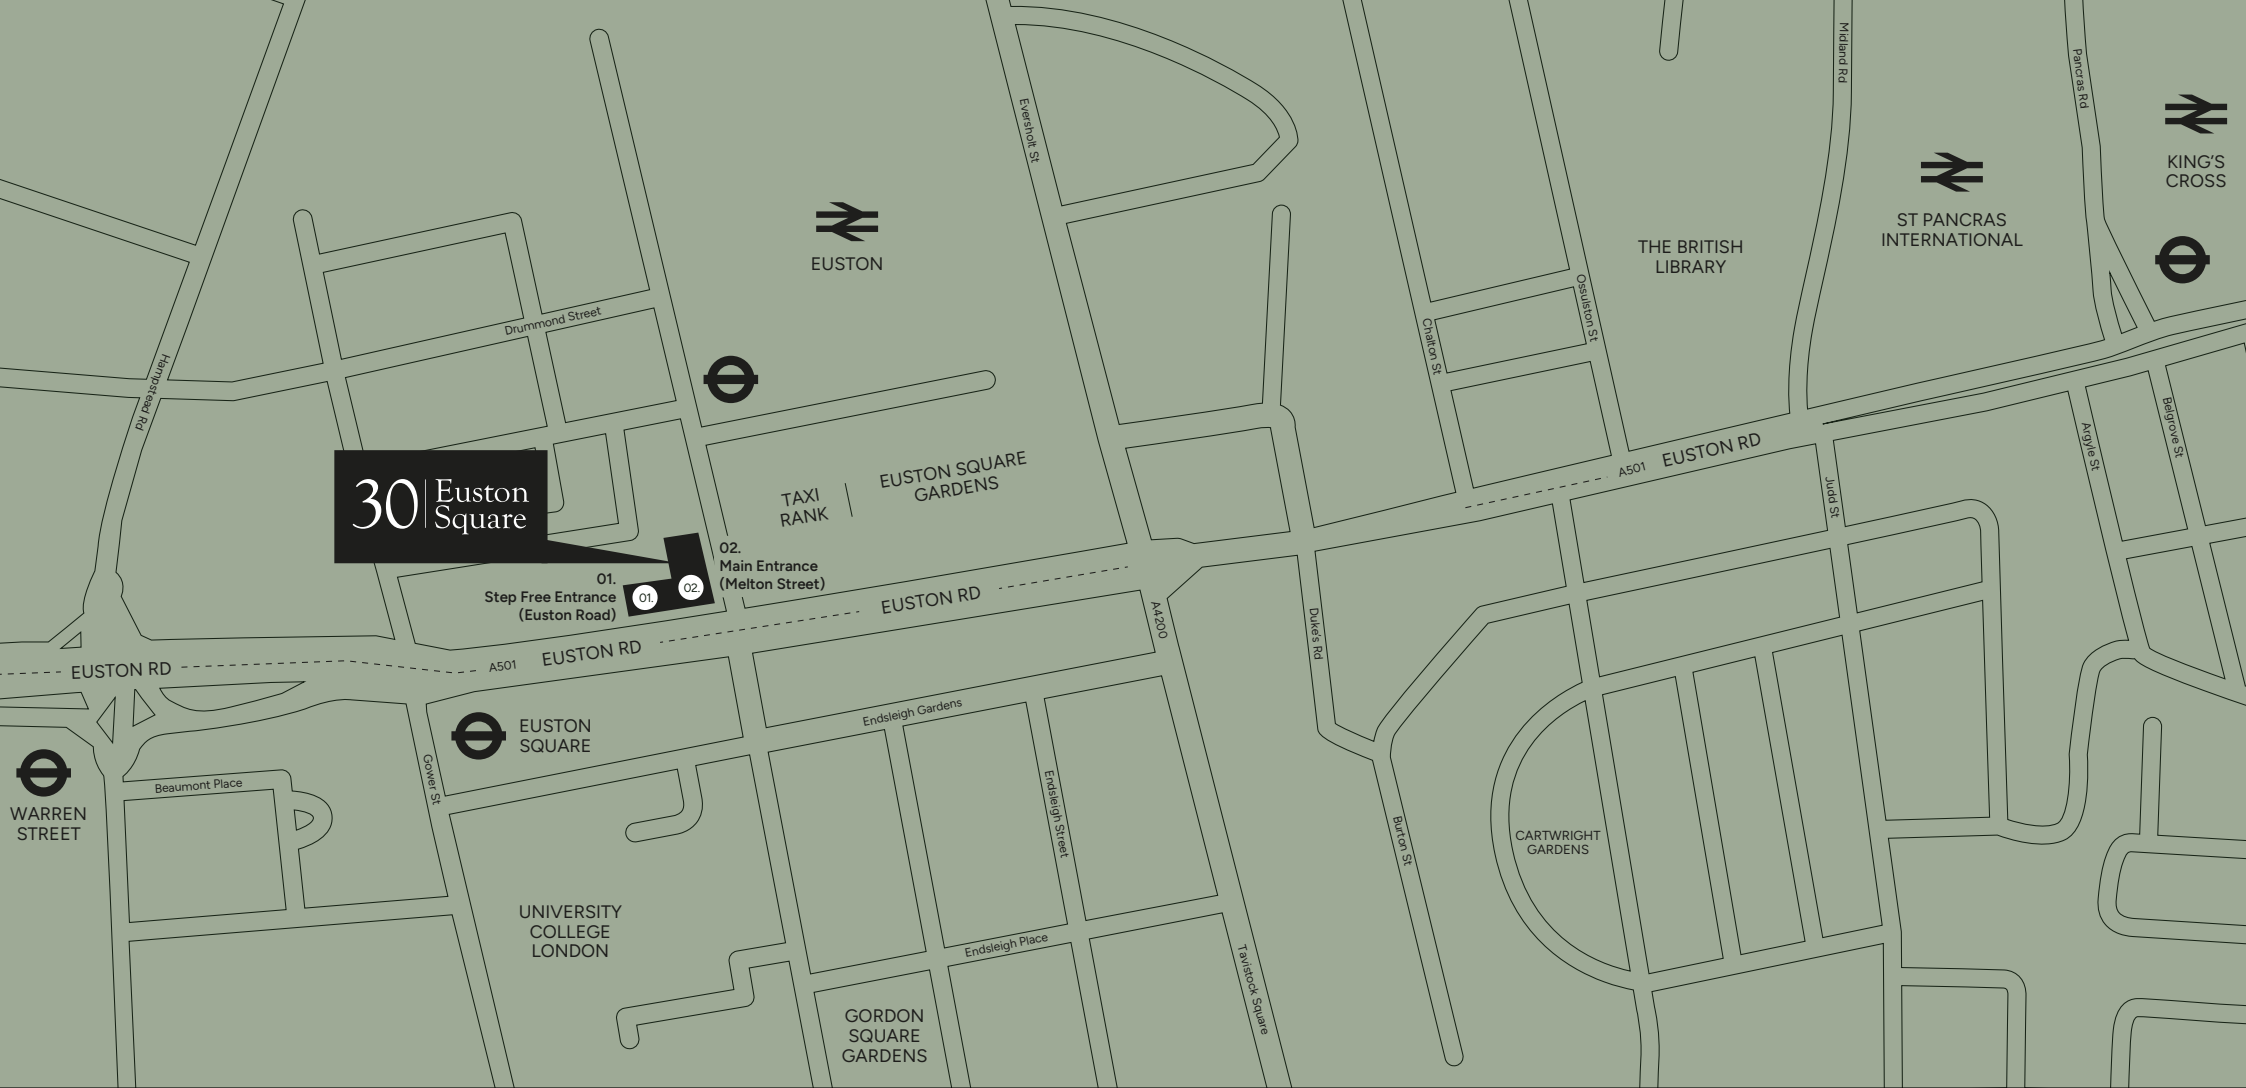 Midland Rd
Pancras Rd
KING'S
CROSS
ST PANCRAS
INTERNATIONAL
Eversholt St
EUSTON
THE BRITISH
LIBRARY
Drummond Street
Ossulston St
Chalton St
Hampstead Rd
Belgrove St
Argyle St
A501 EUSTON RD
Judd St
30 Euston
Square
TAXI
RANK
EUSTON SQUARE
GARDENS
02.
Main Entrance
(Melton Street)
01.
Step Free Entrance
(Euston Road)
01.
02.
EUSTON RD
A4200
Duke's Rd
EUSTON RD
A501 EUSTON RD
EUSTON
SQUARE
Endsleigh Gardens
Gower St
Beaumont Place
WARREN
STREET
Endsleigh Street
Burton St
CARTWRIGHT
GARDENS
UNIVERSITY
COLLEGE
LONDON
Endsleigh Place
Tavistock Square
GORDON
SQUARE
GARDENS